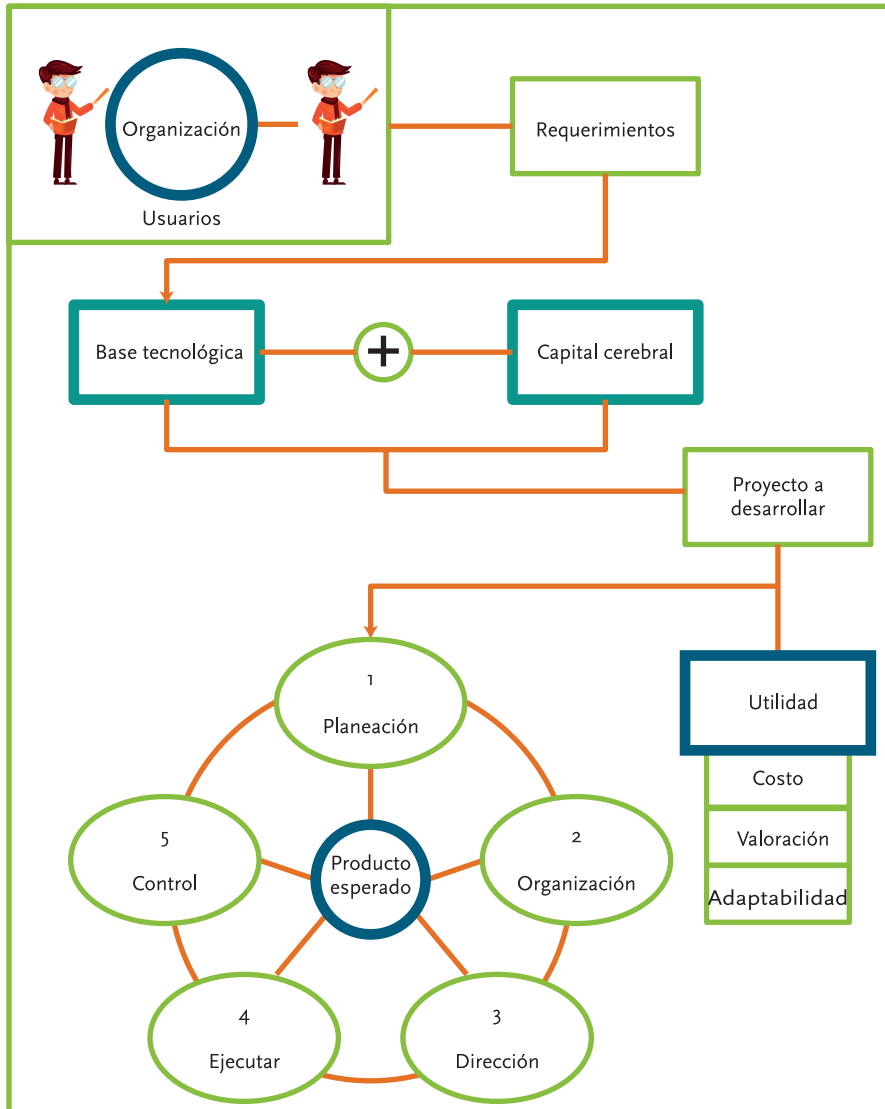 Organización
Usuarios
Requerimientos
Base tecnológica
+
Capital cerebral
Proyecto a
desarrollar
1
Planeación
2
Organización
3
Dirección
4
Ejecutar
5
Control
Producto
esperado
Utilidad
Costo
Valoración
Adaptabilidad